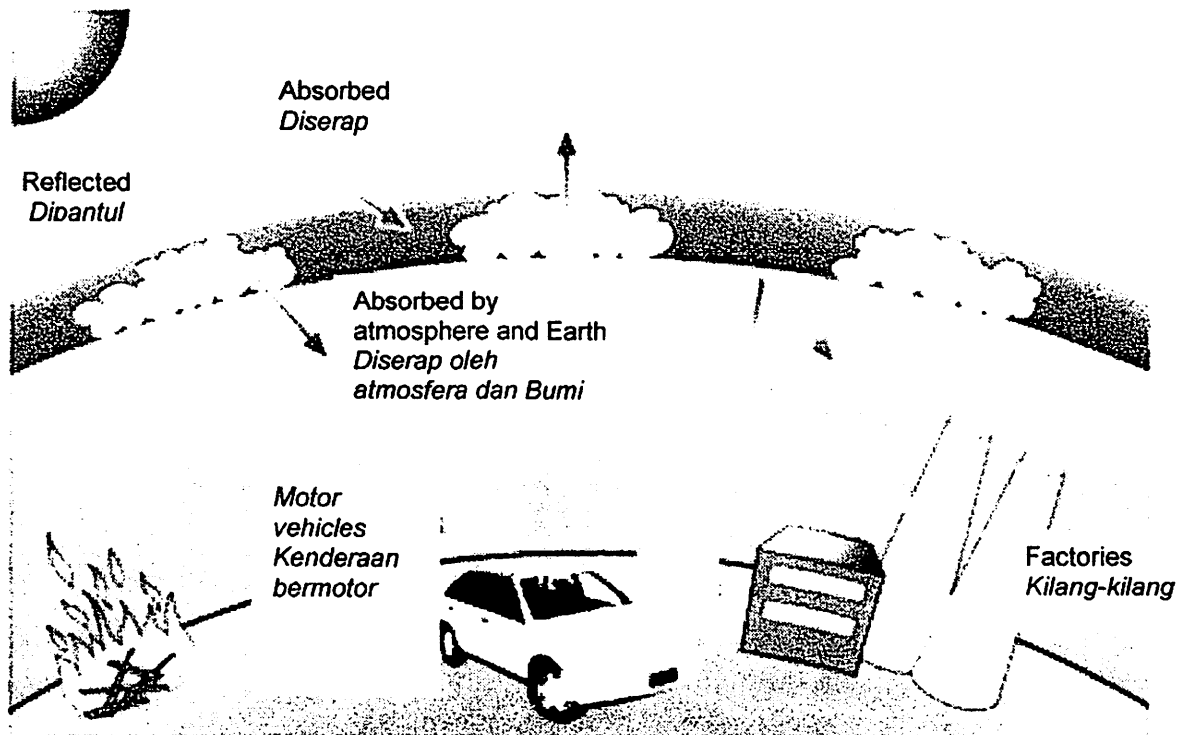 Absorbed
Diserap
Reflected
Dipantul
Absorbed by
atmosphere and Earth
Diserap oleh
atmosfera dan Bumi
Motor
vehicles
Kenderaan
bermotor
Factories
Kilang-kilang